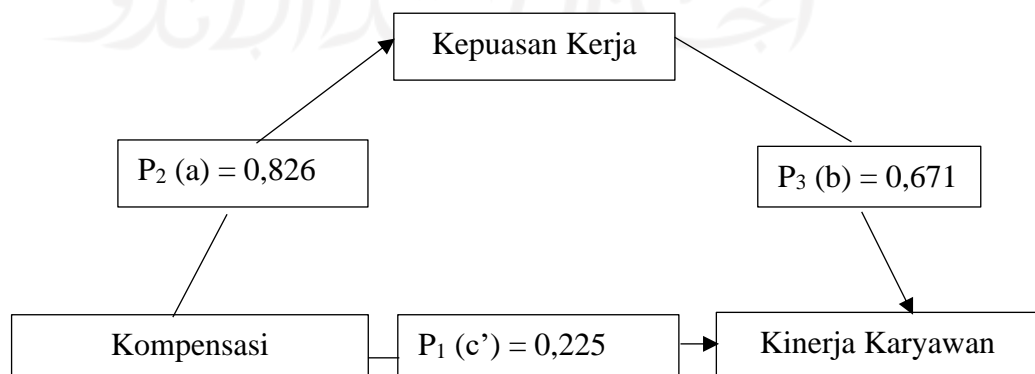 Kepuasan Kerja
P₂ (a) = 0,826
P₃ (b) = 0,671
Kompensasi
P₁ (c’) = 0,225
Kinerja Karyawan